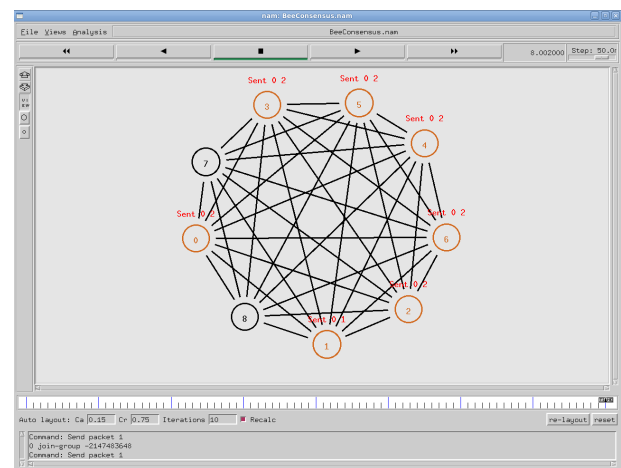 nam: BeeConsensus.nam
File Views Analysis
BeeConsensus.nam
8.002000
Step: 50.0
Sent 0 2
Sent 0 2
3
5
Sent 0 2
4
7
Sent 0 2
Sent 0 2
0
6
Sent 0 2
8
2
Sent 0 1
1
Auto layout: Ca 0.15 Cr 0.75 Iterations 10 Recalc
re-layout reset
Command: Send packet 1
0 join-group -2147483648
Command: Send packet 1